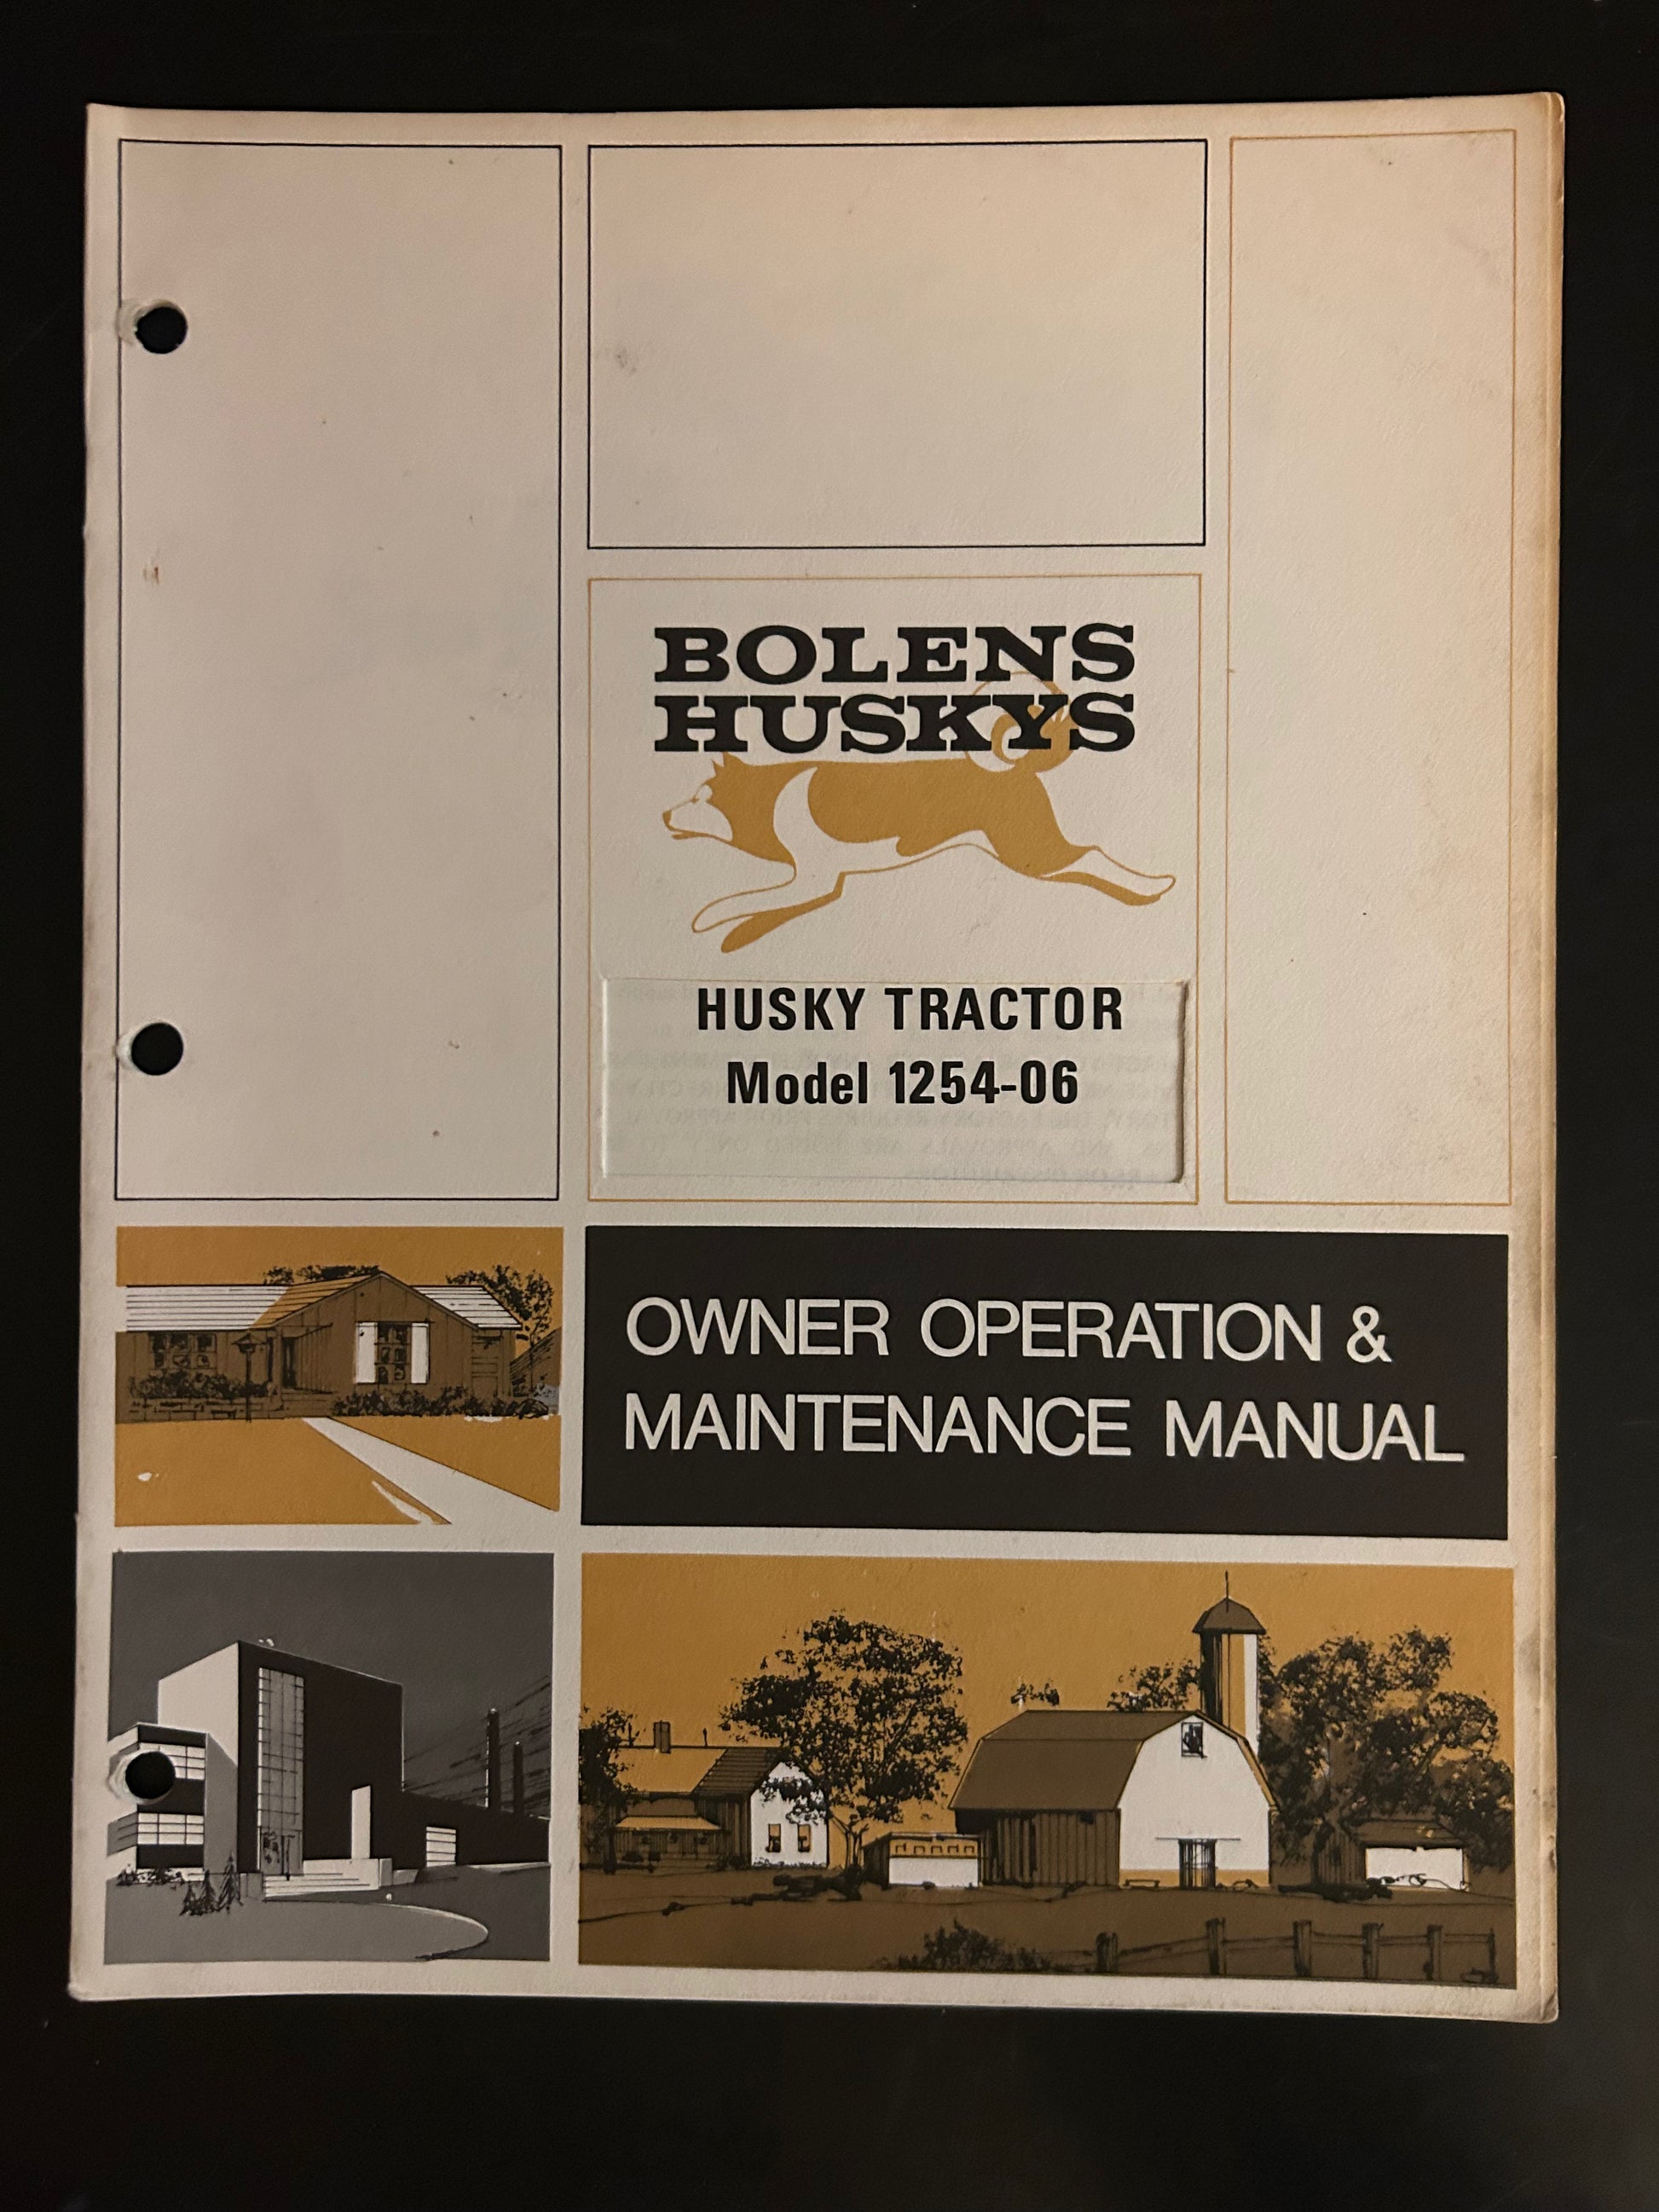 BOLENS
HUSKYS
HUSKY TRACTOR
Model 1254-06
OWNER OPERATION &
MAINTENANCE MANUAL